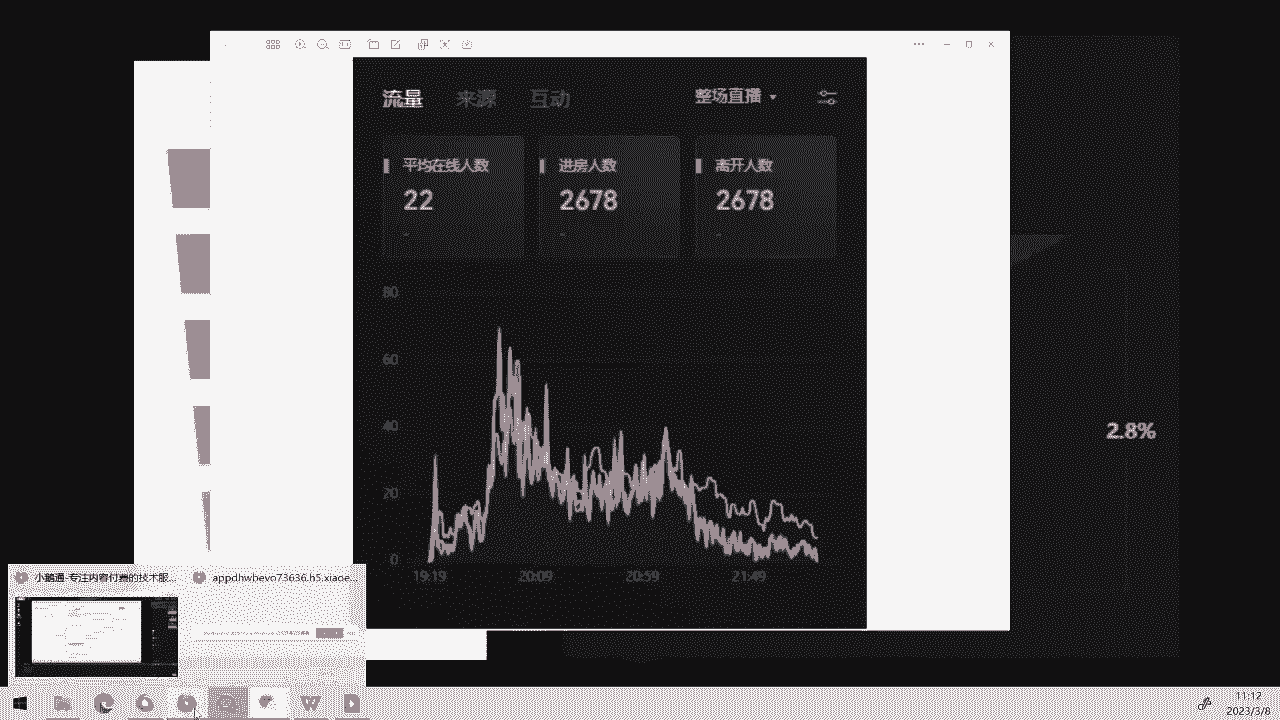 流量 来源 互动 整场直播
平均在线人数 进房人数 离开人数
22 2678 2678
- - -
80
60
40
20
0
19:19 20:09 20:59 21:49
2.8%
小鹅通-专注内容付费的技术服... appdhwbevo73636.h5.xiaoe...
11:12
2023/3/8